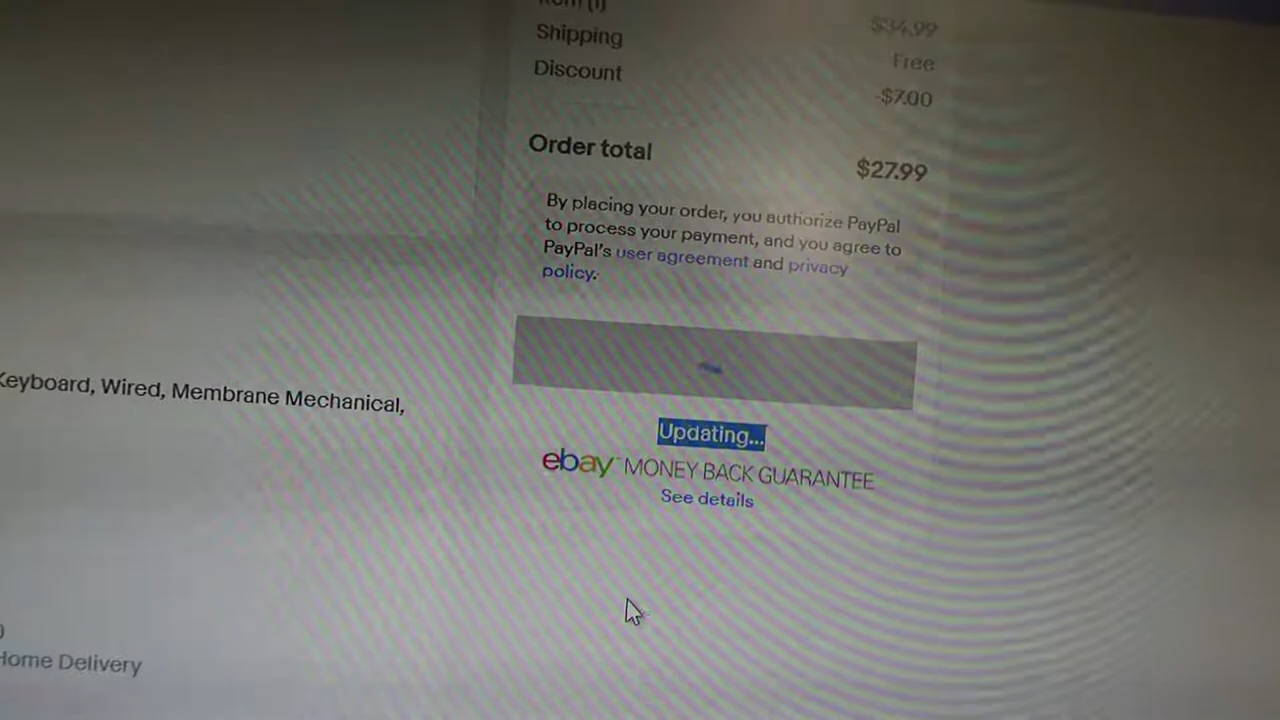 Item (1)
$34.99
Shipping
Free
Discount
-$7.00
Order total
$27.99
By placing your order, you authorize PayPal
to process your payment, and you agree to
PayPal's user agreement and privacy
policy.
Keyboard, Wired, Membrane Mechanical,
Updating...
ebay MONEY BACK GUARANTEE
See details
Home Delivery